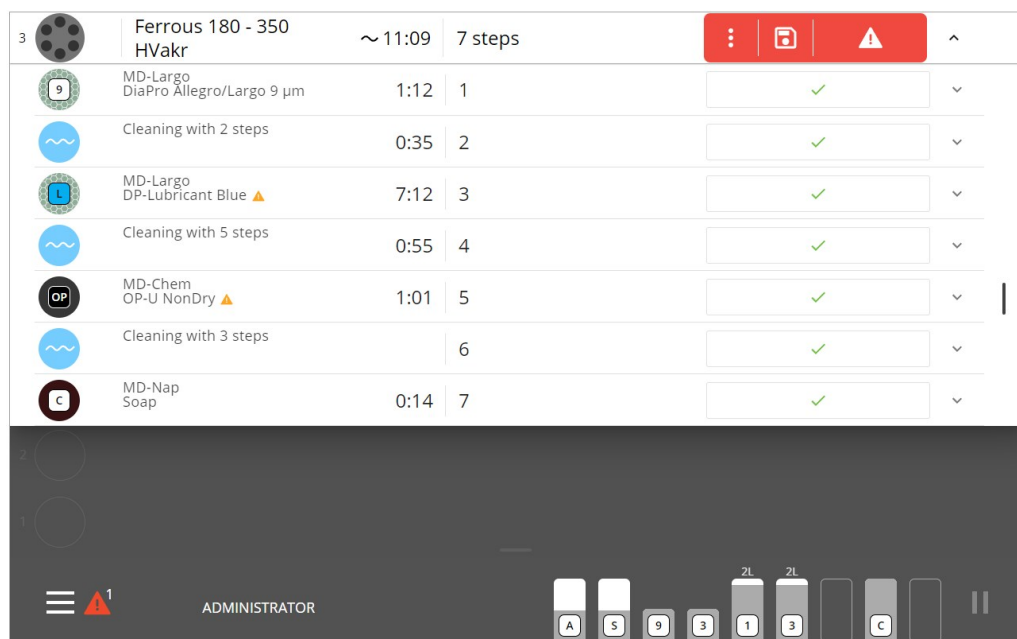 3
Ferrous 180 - 350
HVakr
~ 11:09
7 steps
9
MD-Largo
DiaPro Allegro/Largo 9 µm
1:12
1
Cleaning with 2 steps
0:35
2
L
MD-Largo
DP-Lubricant Blue
7:12
3
Cleaning with 5 steps
0:55
4
OP
MD-Chem
OP-U NonDry
1:01
5
Cleaning with 3 steps
6
C
MD-Nap
Soap
0:14
7
2
1
1
ADMINISTRATOR
2L 2L
A S 9 3 1 3 C